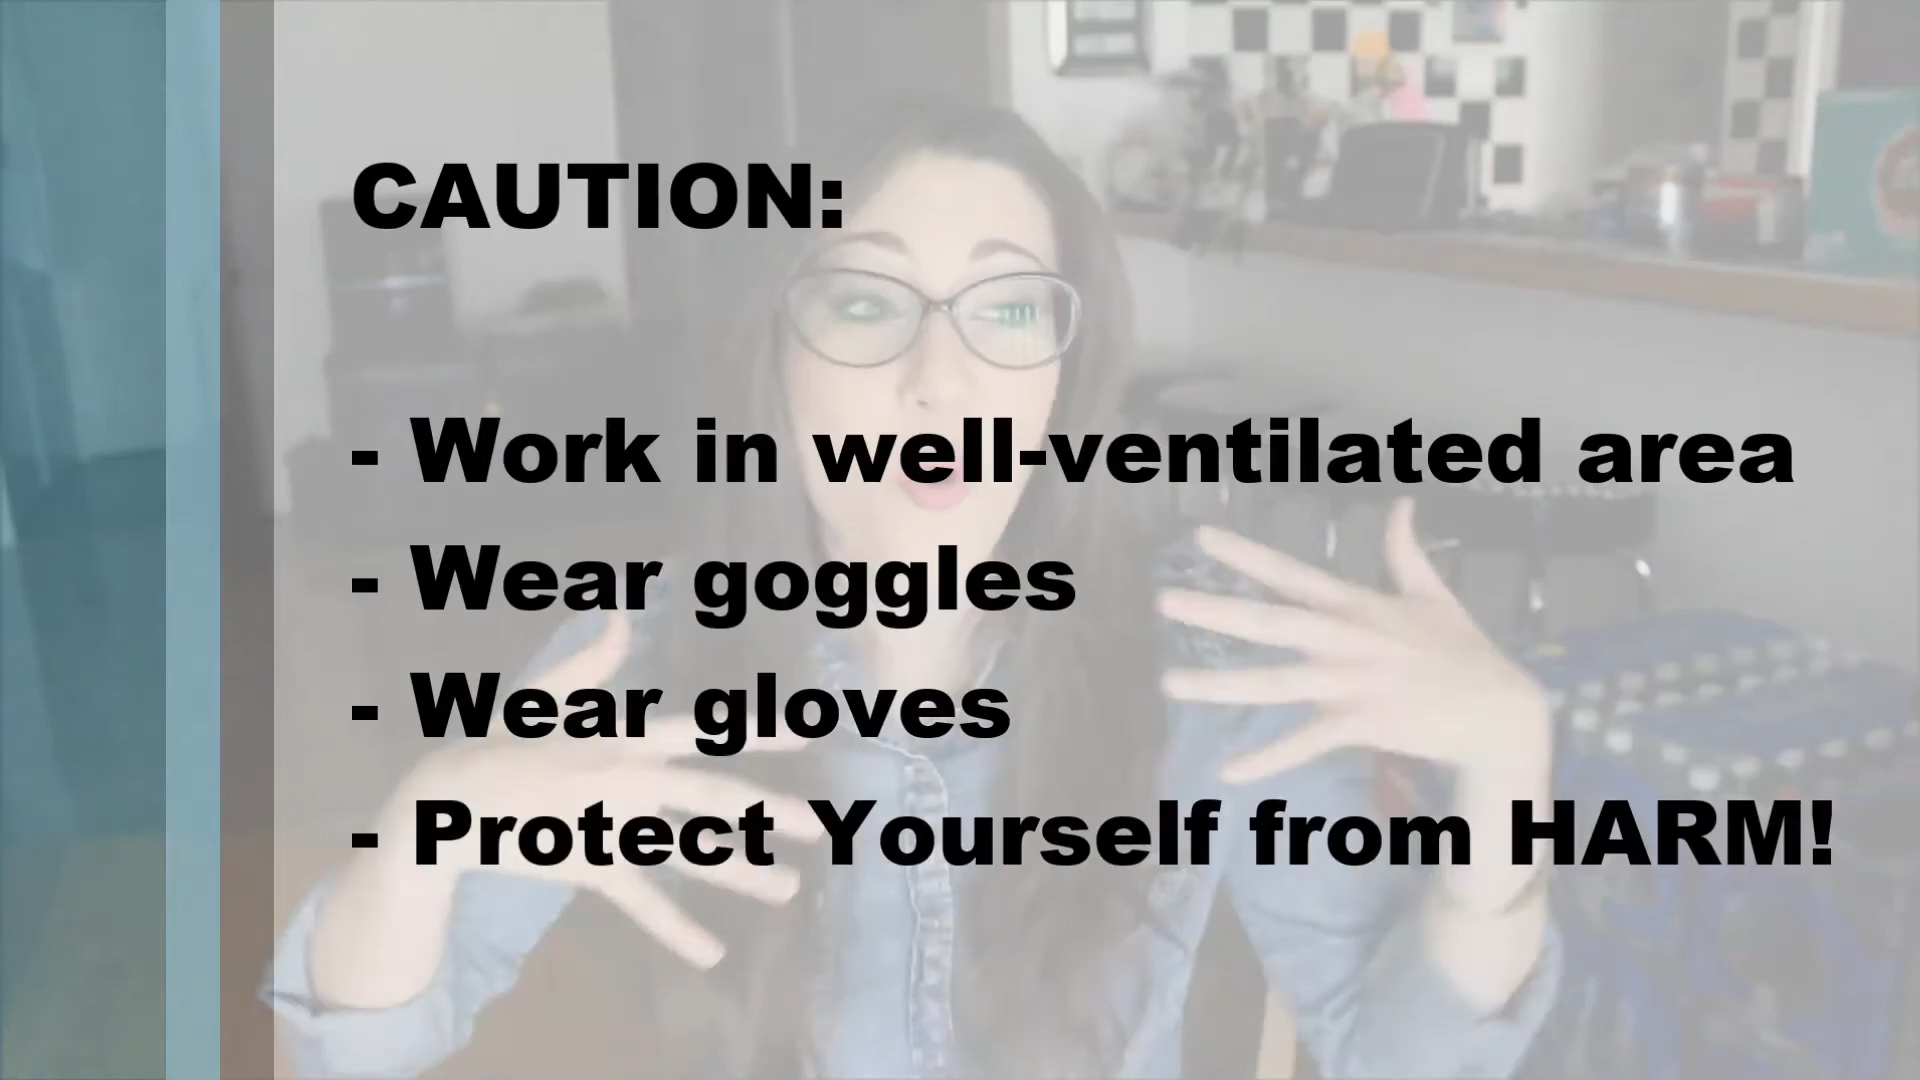 CAUTION:
- Work in well-ventilated area
- Wear goggles
- Wear gloves
- Protect Yourself from HARM!